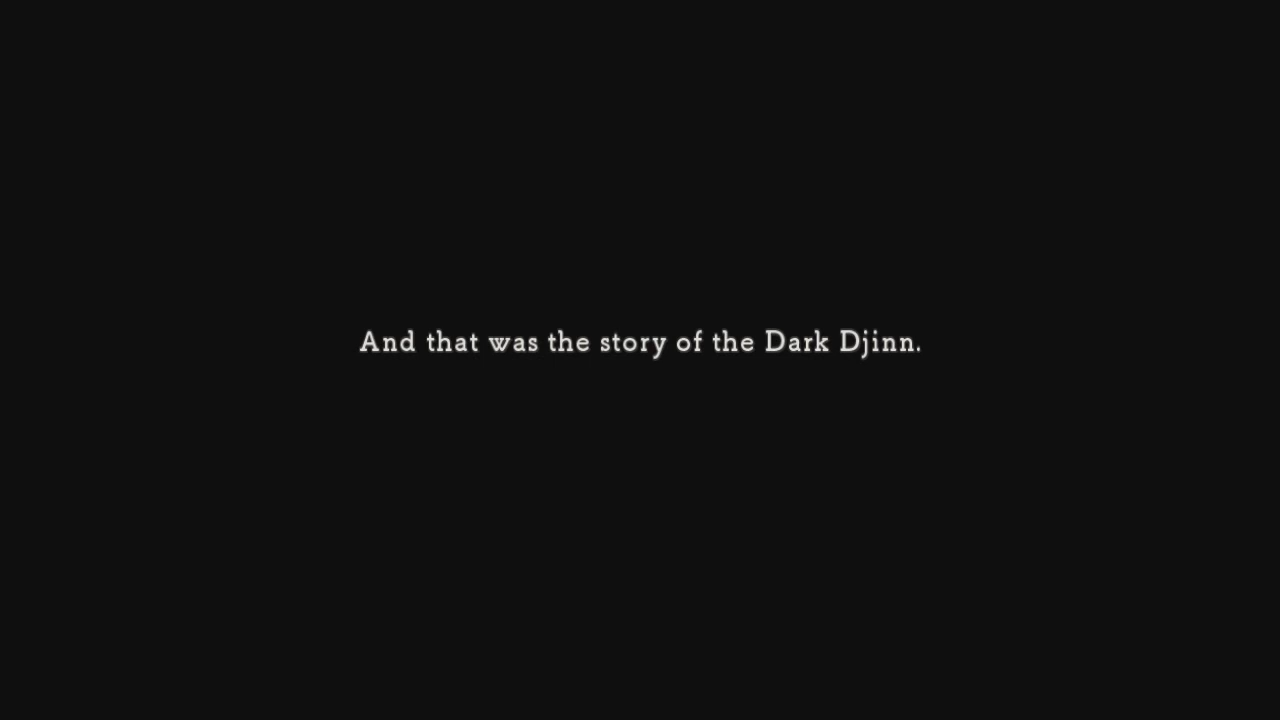 And that was the story of the Dark Djinn.